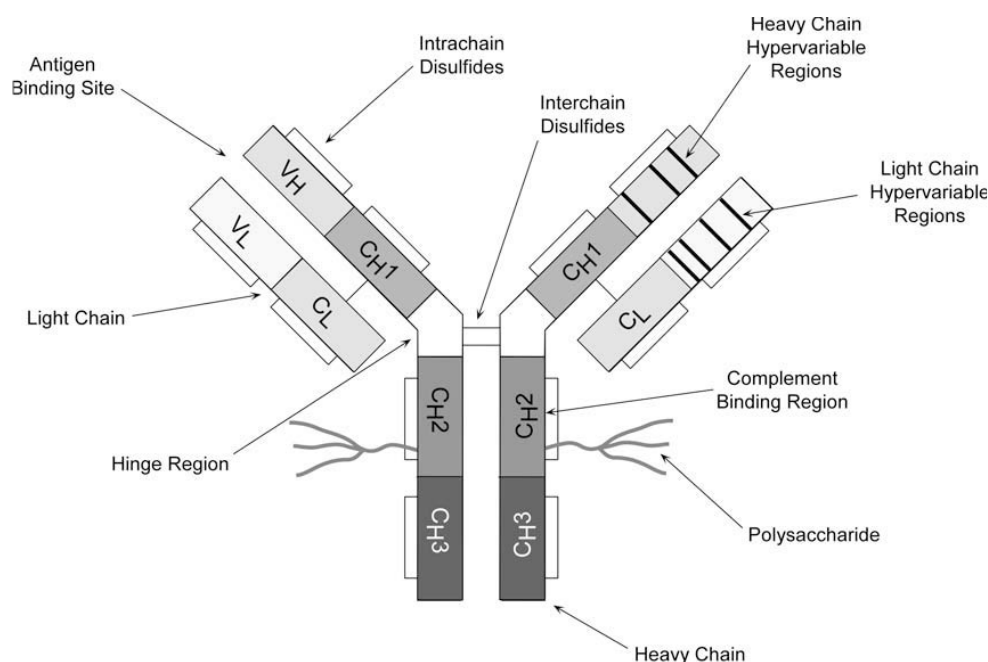 Heavy Chain
Hypervariable
Regions
Intrachain
Disulfides
Antigen
Binding Site
Interchain
Disulfides
Light Chain
Hypervariable
Regions
VH
VL
CH1
CL
CH1
CL
Light Chain
CH2
CH2
Complement
Binding Region
Hinge Region
CH3
CH3
Polysaccharide
Heavy Chain